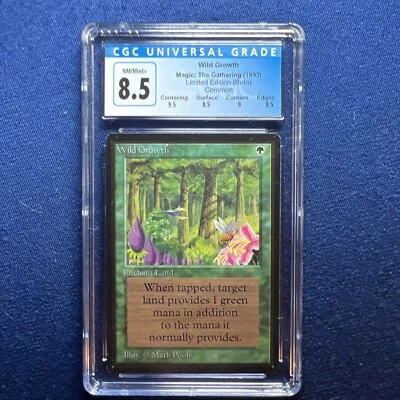 CGC UNIVERSAL GRADE
NM/Mint+
8.5
Wild Growth
Magic: The Gathering (1993)
Limited Edition (Beta)
Common
Centering Surface Corners Edges
9.5 8.5 9 8.5
Wild Growth
Enchant Land
When tapped, target
land provides 1 green
mana in addition
to the mana it
normally provides.
Illus. © Mark Poole